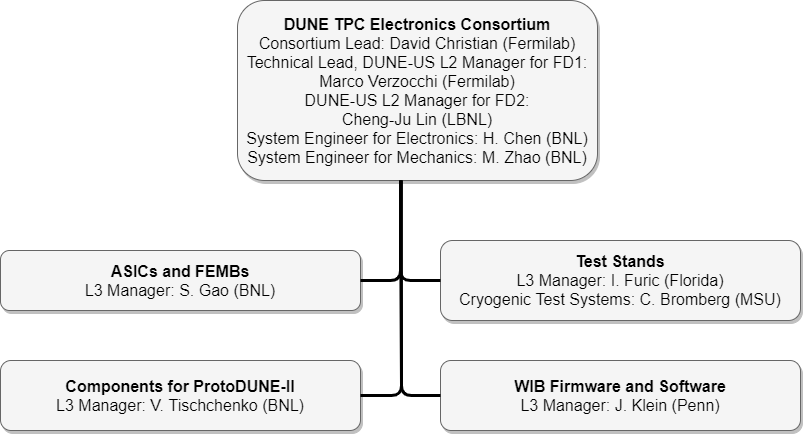 DUNE TPC Electronics Consortium
Consortium Lead: David Christian (Fermilab)
Technical Lead, DUNE-US L2 Manager for FD1:
Marco Verzocchi (Fermilab)
DUNE-US L2 Manager for FD2:
Cheng-Ju Lin (LBNL)
System Engineer for Electronics: H. Chen (BNL)
System Engineer for Mechanics: M. Zhao (BNL)
ASICs and FEMBs
L3 Manager: S. Gao (BNL)
Test Stands
L3 Manager: I. Furic (Florida)
Cryogenic Test Systems: C. Bromberg (MSU)
Components for ProtoDUNE-II
L3 Manager: V. Tischchenko (BNL)
WIB Firmware and Software
L3 Manager: J. Klein (Penn)